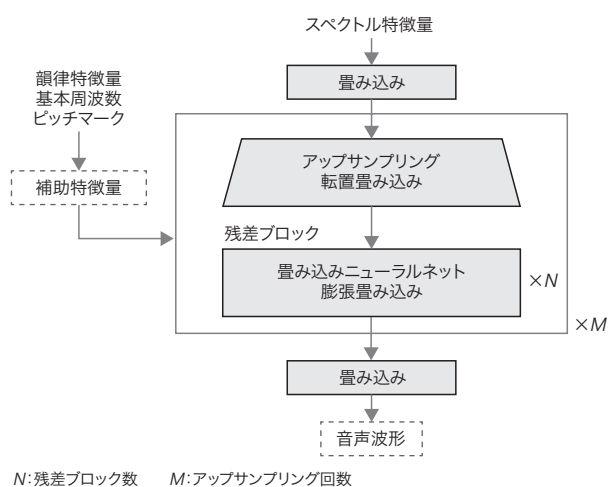 スペクトル特徴量
畳み込み
韻律特徴量
基本周波数
ピッチマーク
補助特徴量
アップサンプリング
転置畳み込み
残差ブロック
畳み込みニューラルネット
膨張畳み込み
×N
×M
畳み込み
音声波形
N:残差ブロック数 M:アップサンプリング回数